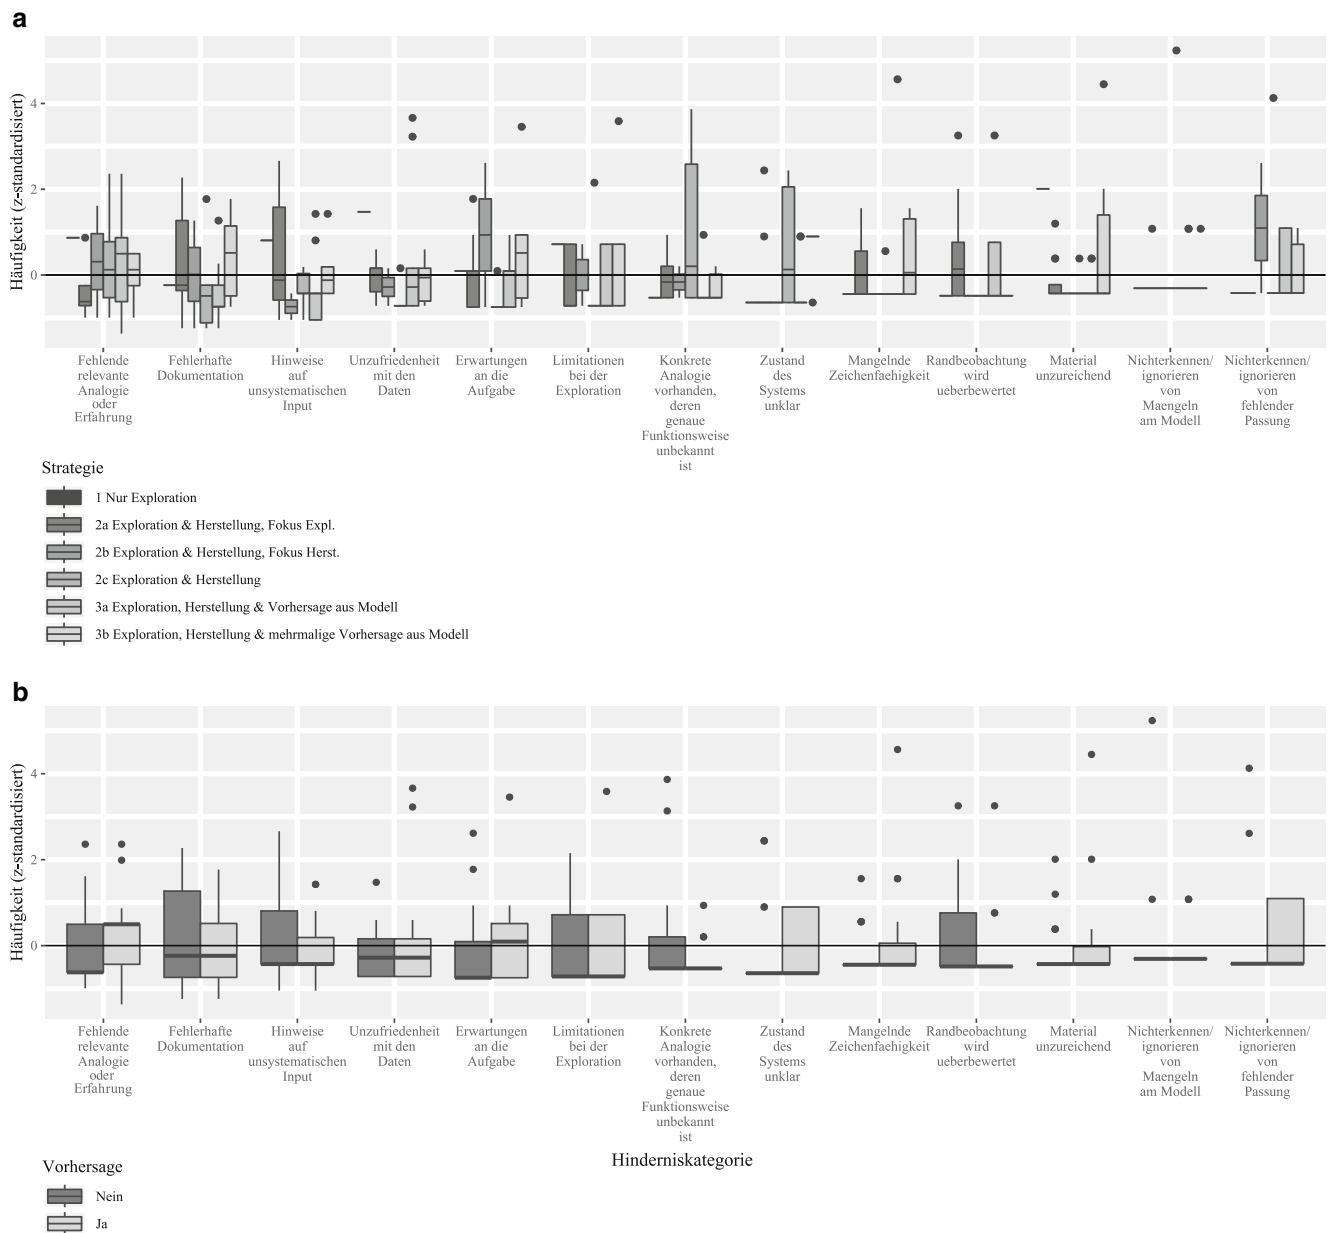 a
Häufigkeit (z-standardisiert)
4
2
0
Fehlende
relevante
Analogie
oder
Erfahrung
Fehlerhafte
Dokumentation
Hinweise
auf
unsystematischen
Input
Unzufriedenheit
mit den
Daten
Erwartungen
an die
Aufgabe
Limitationen
bei der
Exploration
Konkrete
Analogie
vorhanden,
deren
genaue
Funktionsweise
unbekannt
ist
Zustand
des
Systems
unklar
Mangelnde
Zeichenfaehigkeit
Randbeobachtung
wird
ueberbewertet
Material
unzureichend
Nichterkennen/
ignorieren
von
Maengeln
am Modell
Nichterkennen/
ignorieren
von
fehlender
Passung
Strategie
1 Nur Exploration
2a Exploration & Herstellung, Fokus Expl.
2b Exploration & Herstellung, Fokus Herst.
2c Exploration & Herstellung
3a Exploration, Herstellung & Vorhersage aus Modell
3b Exploration, Herstellung & mehrmalige Vorhersage aus Modell
b
Häufigkeit (z-standardisiert)
4
2
0
Fehlende
relevante
Analogie
oder
Erfahrung
Fehlerhafte
Dokumentation
Hinweise
auf
unsystematischen
Input
Unzufriedenheit
mit den
Daten
Erwartungen
an die
Aufgabe
Limitationen
bei der
Exploration
Konkrete
Analogie
vorhanden,
deren
genaue
Funktionsweise
unbekannt
ist
Zustand
des
Systems
unklar
Mangelnde
Zeichenfaehigkeit
Randbeobachtung
wird
ueberbewertet
Material
unzureichend
Nichterkennen/
ignorieren
von
Maengeln
am Modell
Nichterkennen/
ignorieren
von
fehlender
Passung
Hinderniskategorie
Vorhersage
Nein
Ja